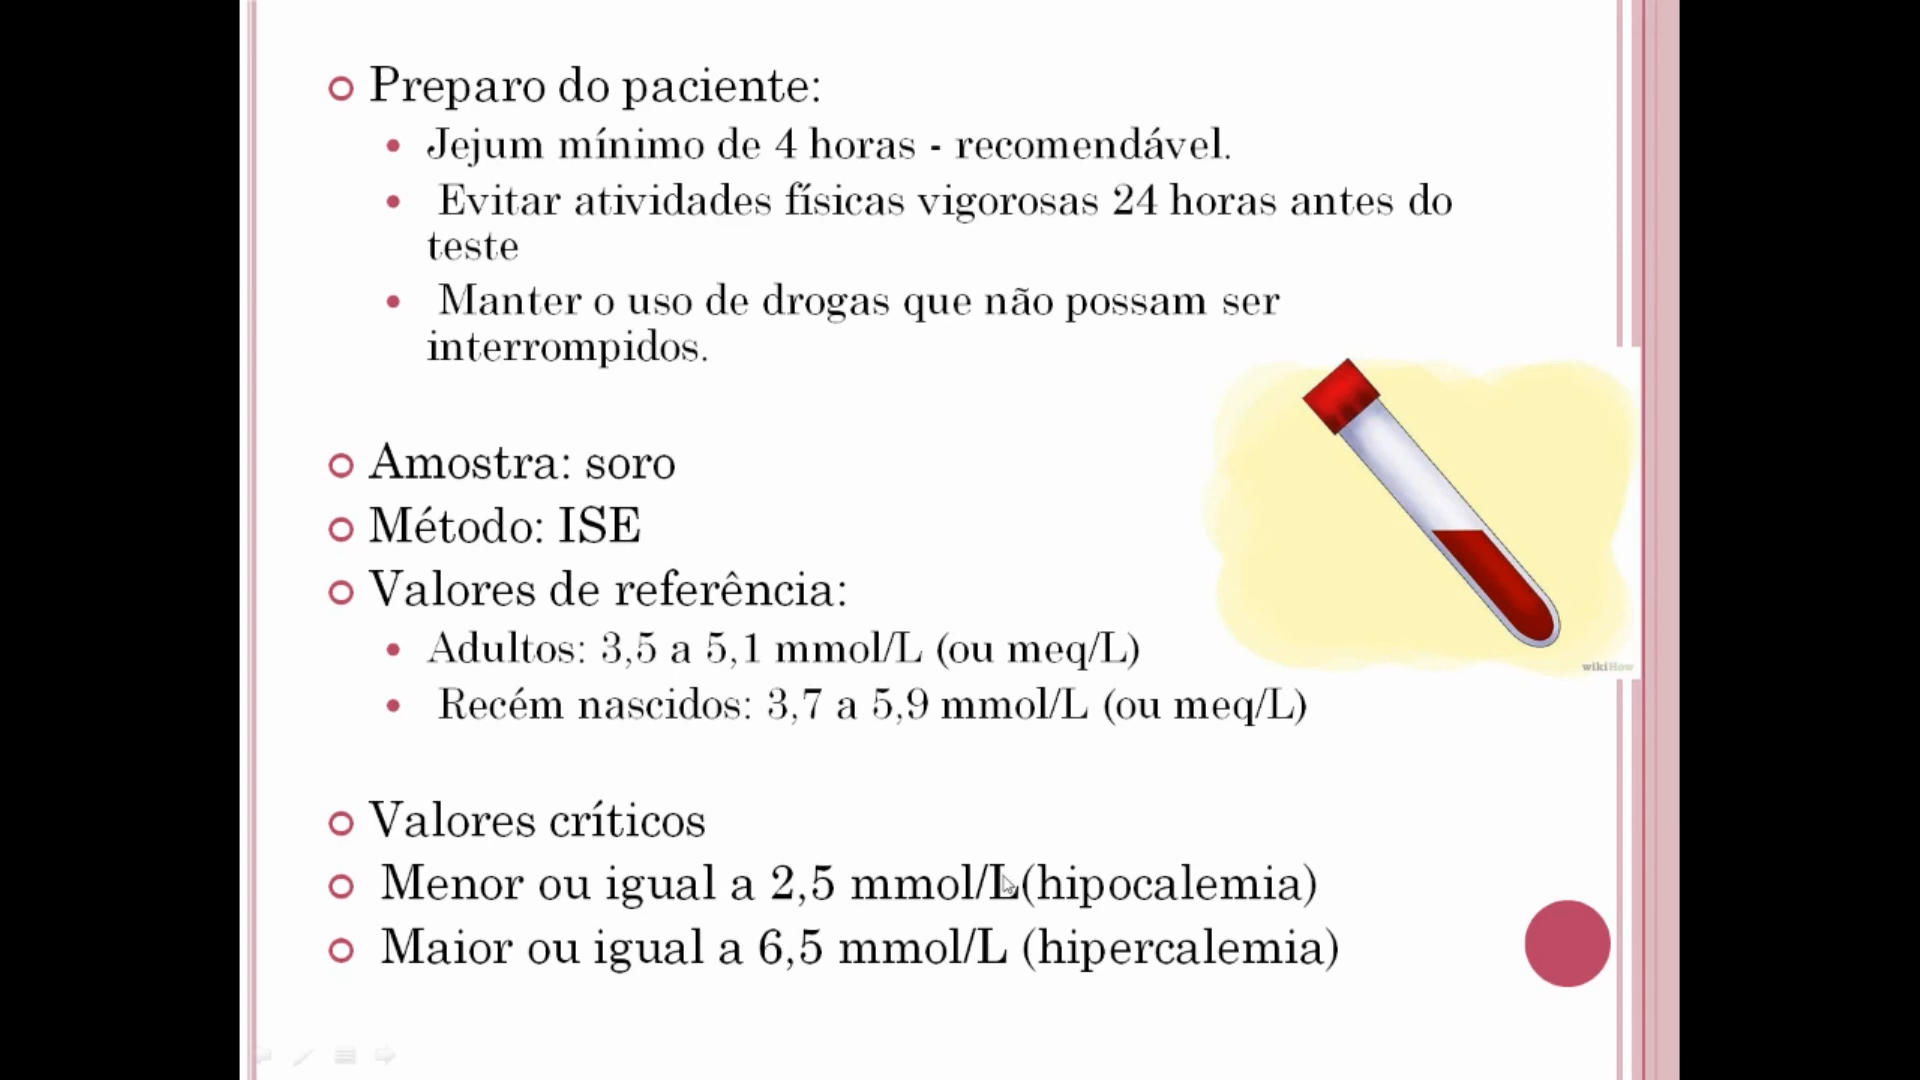 Preparo do paciente:
Jejum mínimo de 4 horas - recomendável.
Evitar atividades físicas vigorosas 24 horas antes do
teste
Manter o uso de drogas que não possam ser
interrompidos.
Amostra: soro
Método: ISE
Valores de referência:
Adultos: 3,5 a 5,1 mmol/L (ou meq/L)
Recém nascidos: 3,7 a 5,9 mmol/L (ou meq/L)
wikiHow
Valores críticos
Menor ou igual a 2,5 mmol/L(hipocalemia)
Maior ou igual a 6,5 mmol/L (hipercalemia)